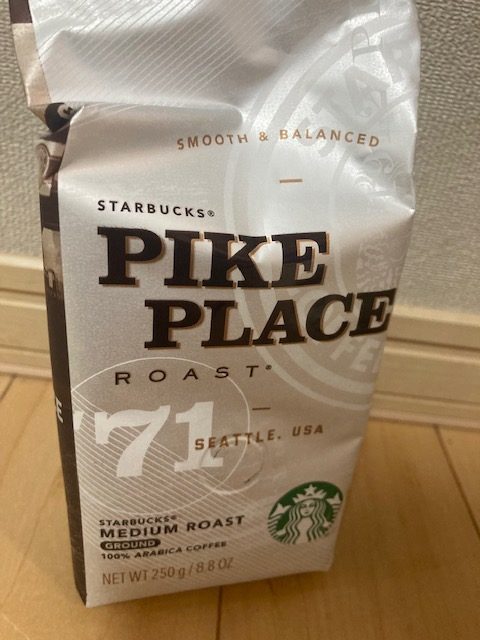 SMOOTH & BALANCED
STARBUCKS®
PIKE
PLACE
ROAST®
'71
SEATTLE, USA
STARBUCKS®
MEDIUM ROAST
GROUND
100% ARABICA COFFEE
NET WT 250 g / 8.8 OZ